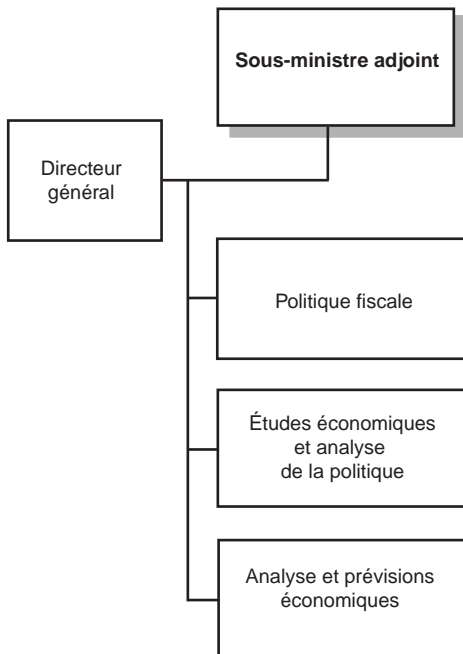 Sous-ministre adjoint
Directeur
général
Politique fiscale
Études économiques
et analyse
de la politique
Analyse et prévisions
économiques